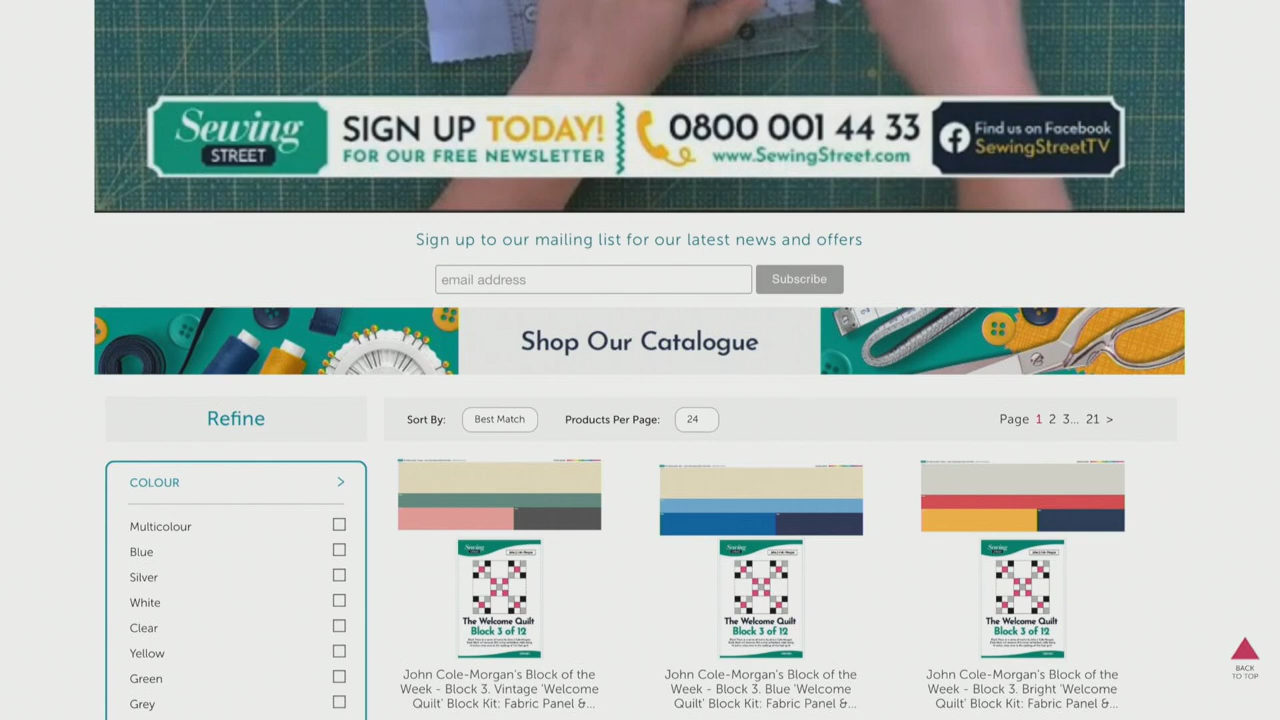 Sewing
STREET
SIGN UP TODAY!
FOR OUR FREE NEWSLETTER
0800 001 44 33
www.SewingStreet.com
Find us on Facebook
SewingStreetTV
Sign up to our mailing list for our latest news and offers
email address
Subscribe
Shop Our Catalogue
Refine
Sort By:
Best Match
Products Per Page:
24
Page 1 2 3... 21 >
COLOUR >
Multicolour
Blue
Silver
White
Clear
Yellow
Green
Grey
Sewing
The Welcome Quilt
Block 3 of 12
John Cole-Morgan's Block of the
Week - Block 3. Vintage 'Welcome
Quilt' Block Kit: Fabric Panel &...
Sewing
The Welcome Quilt
Block 3 of 12
John Cole-Morgan's Block of the
Week - Block 3. Blue 'Welcome
Quilt' Block Kit: Fabric Panel &...
Sewing
The Welcome Quilt
Block 3 of 12
John Cole-Morgan's Block of the
Week - Block 3. Bright 'Welcome
Quilt' Block Kit: Fabric Panel &...
BACK
TO TOP